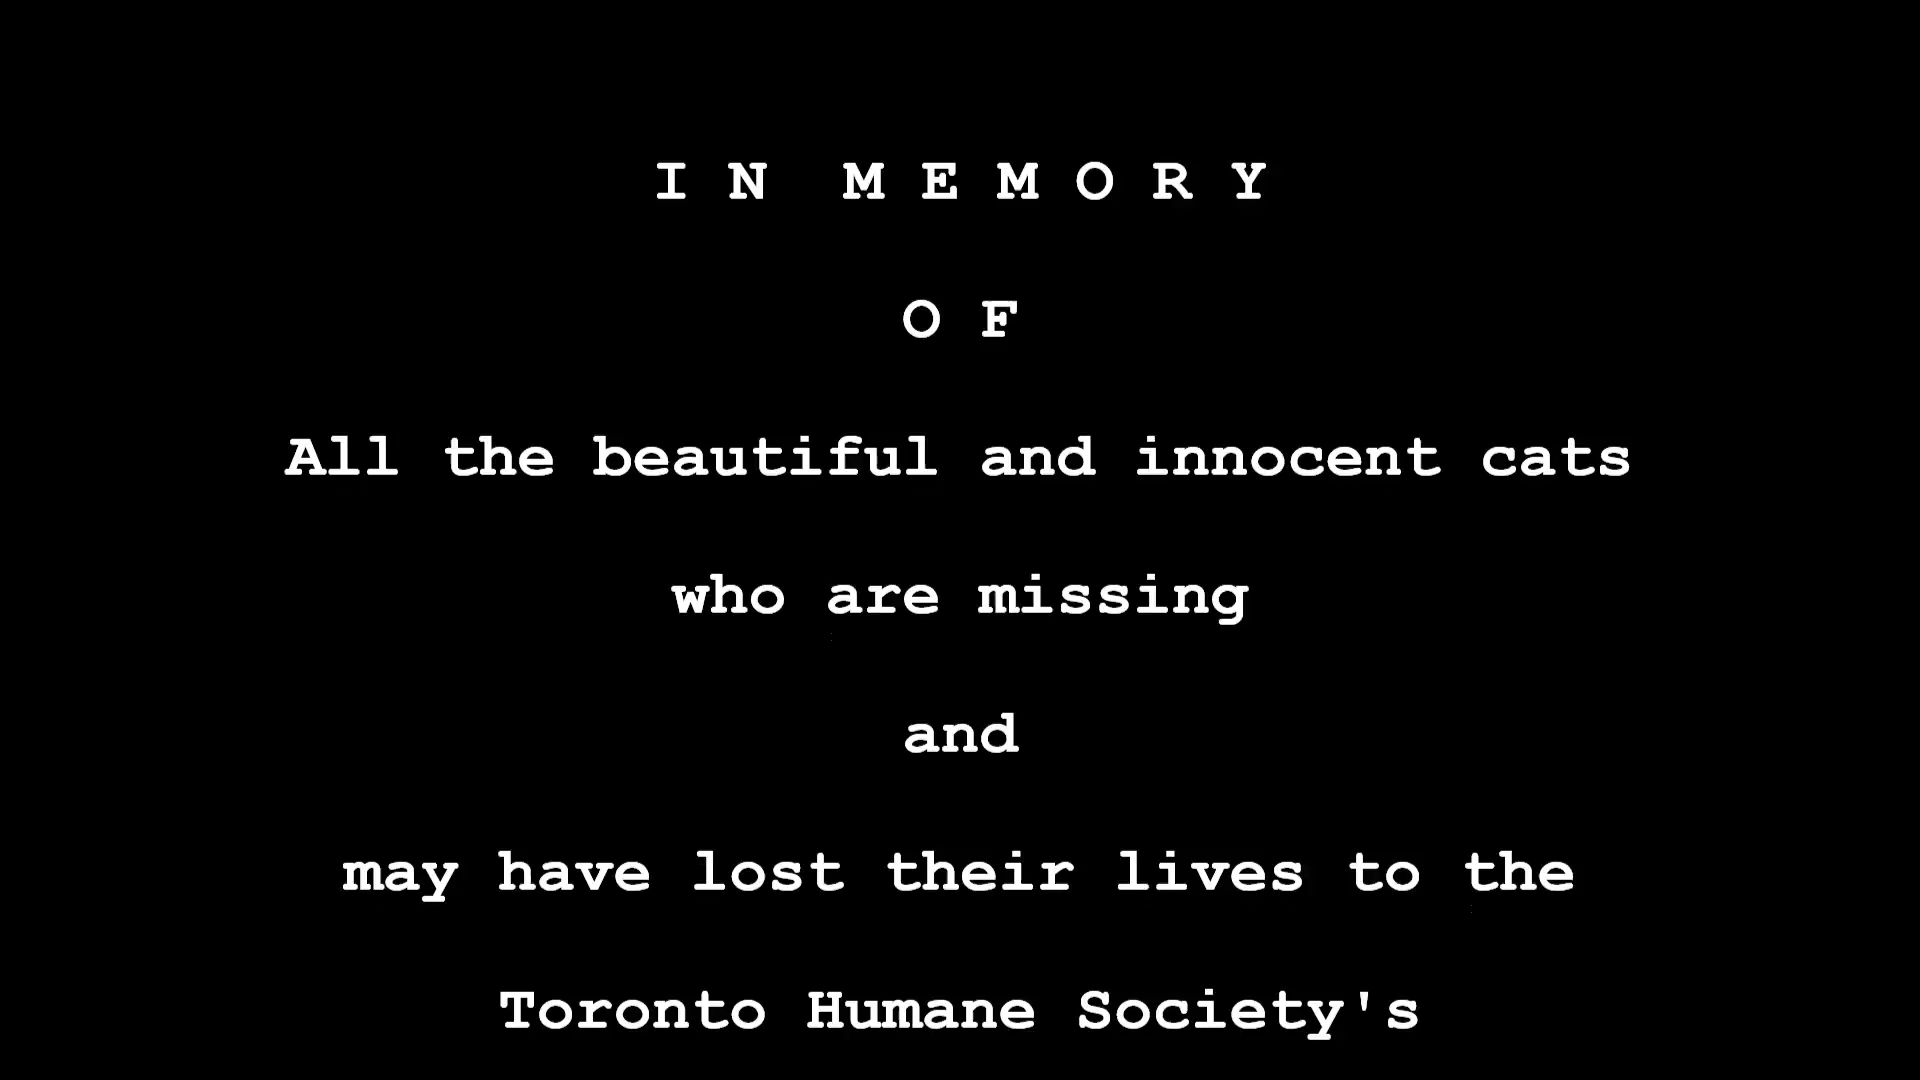 I N  M E M O R Y
O F
All the beautiful and innocent cats
who are missing
and
may have lost their lives to the
Toronto Humane Society's